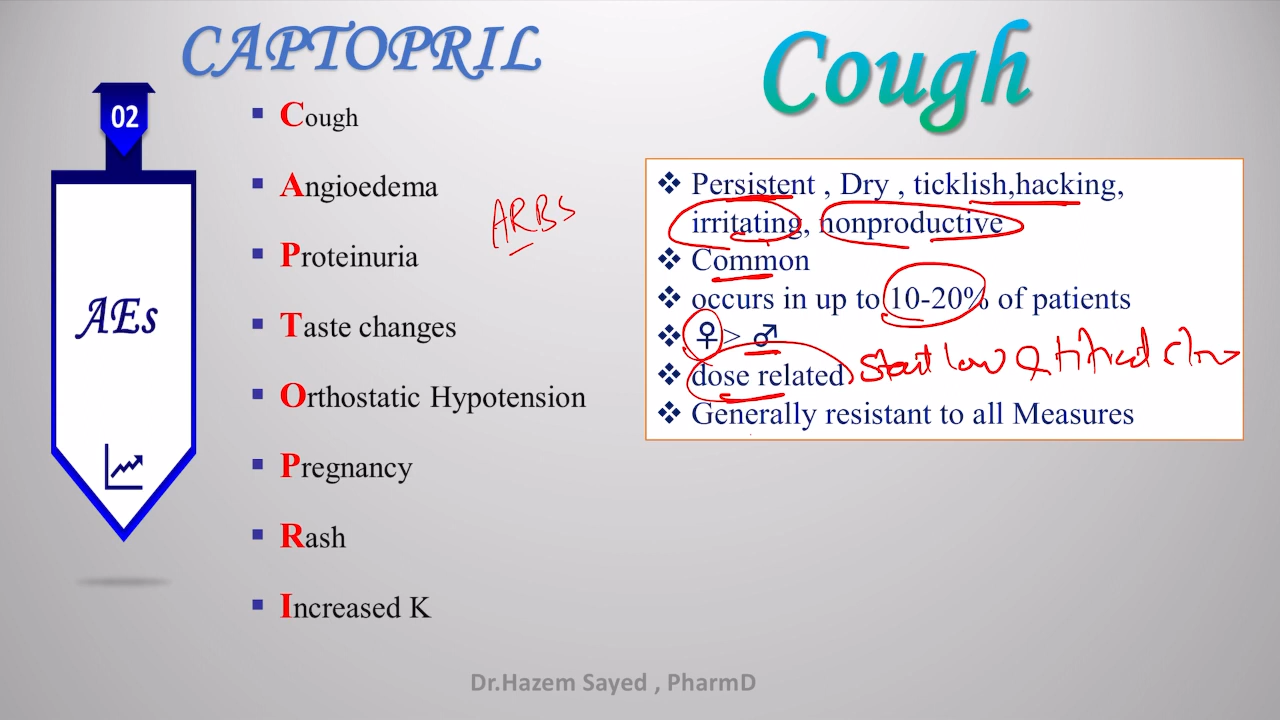 CAPTOPRIL
Cough
02
AEs
Cough
Angioedema
ARBS
Proteinuria
Taste changes
Orthostatic Hypotension
Pregnancy
Rash
Increased K
❖ Persistent , Dry , ticklish,hacking,
irritating, nonproductive
❖ Common
❖ occurs in up to 10-20% of patients
❖ ♀> ♂
❖ dose related Start low
❖ Generally resistant to all Measures
Dr.Hazem Sayed , PharmD